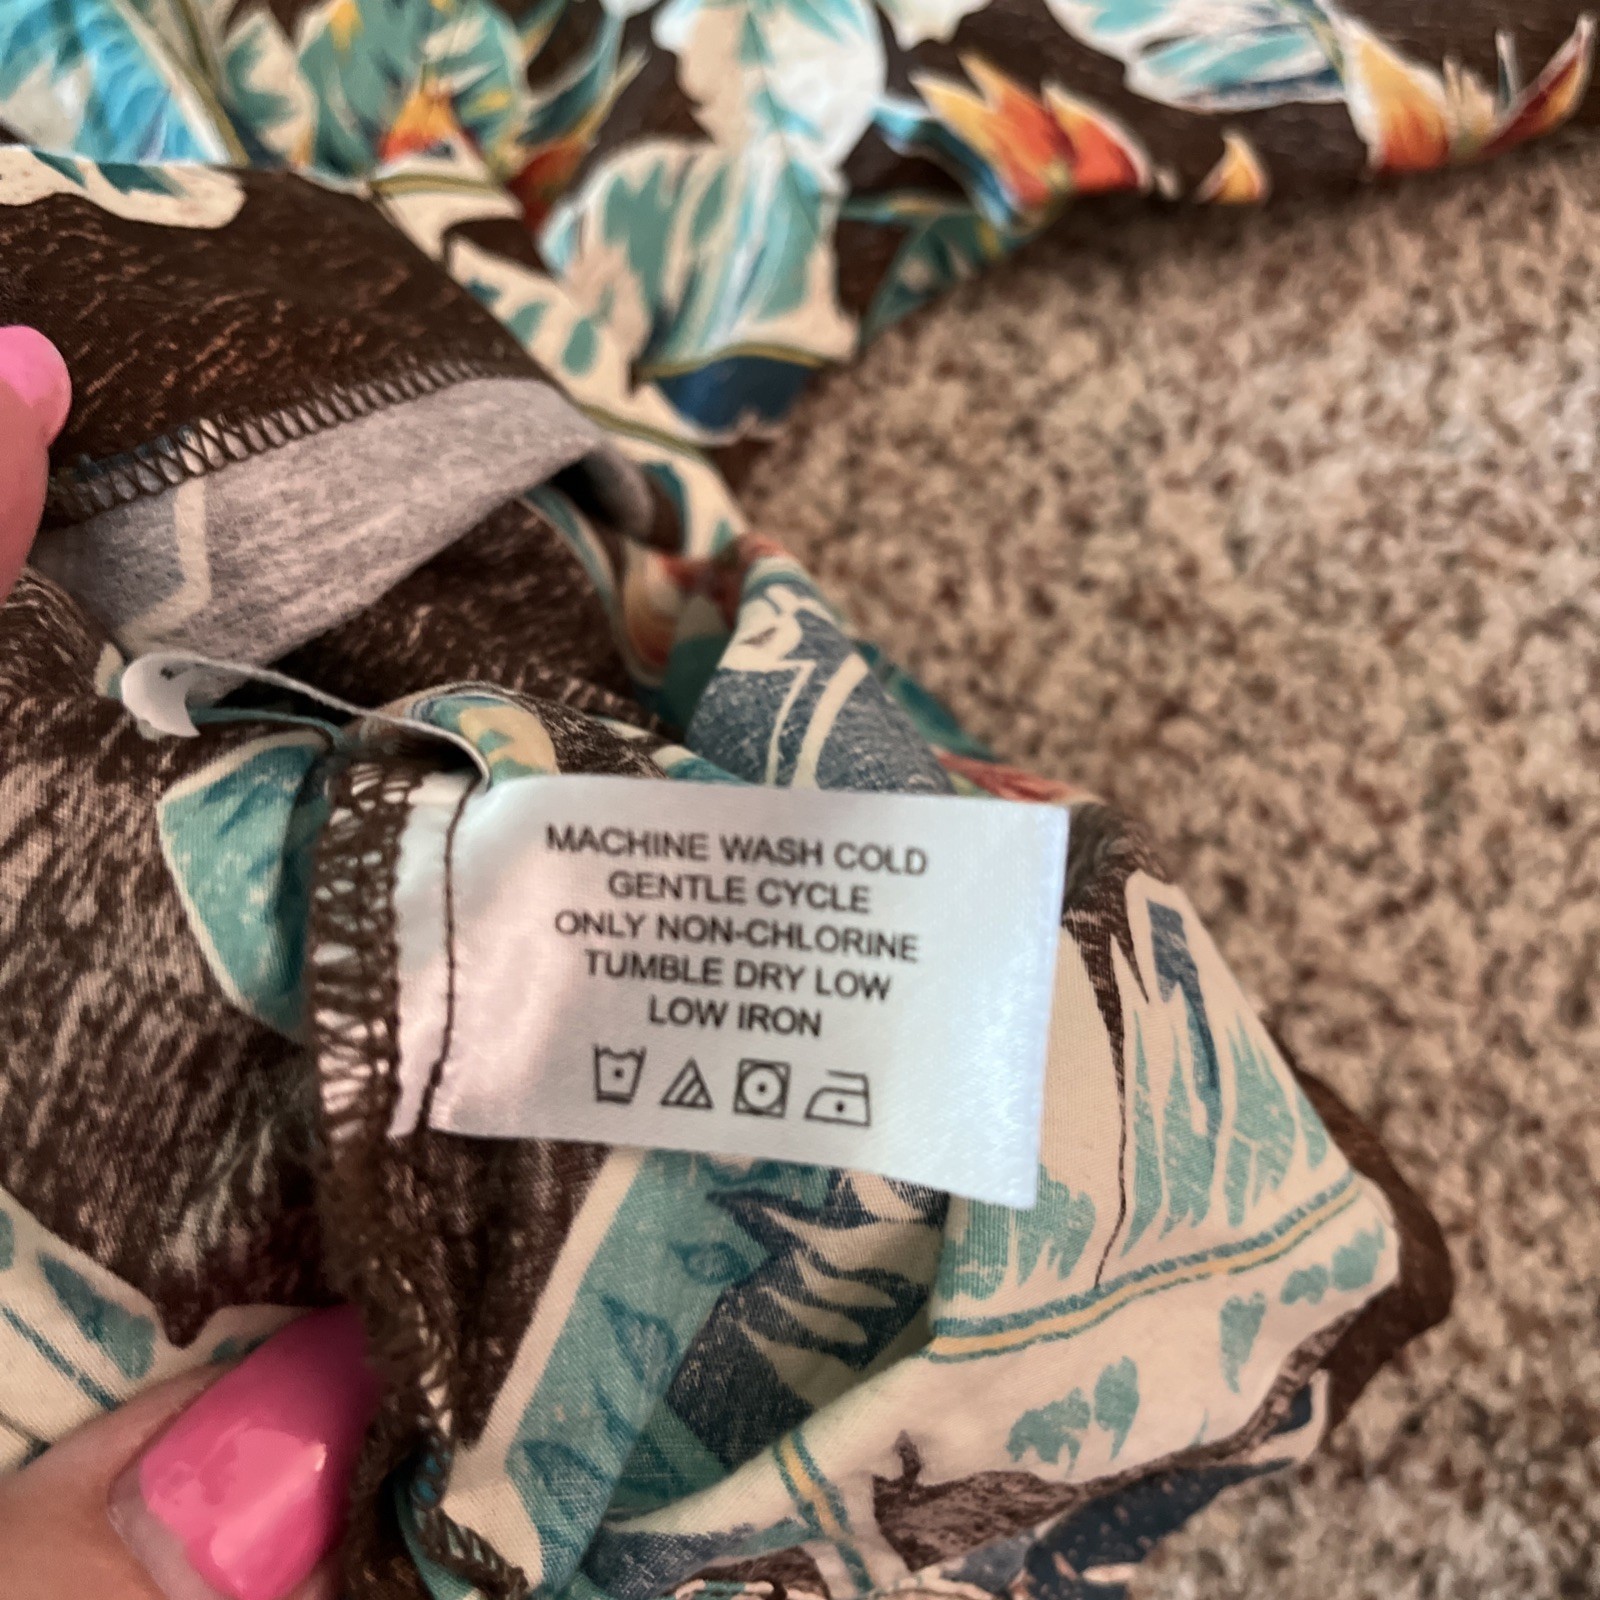 MACHINE WASH COLD
GENTLE CYCLE
ONLY NON-CHLORINE
TUMBLE DRY LOW
LOW IRON